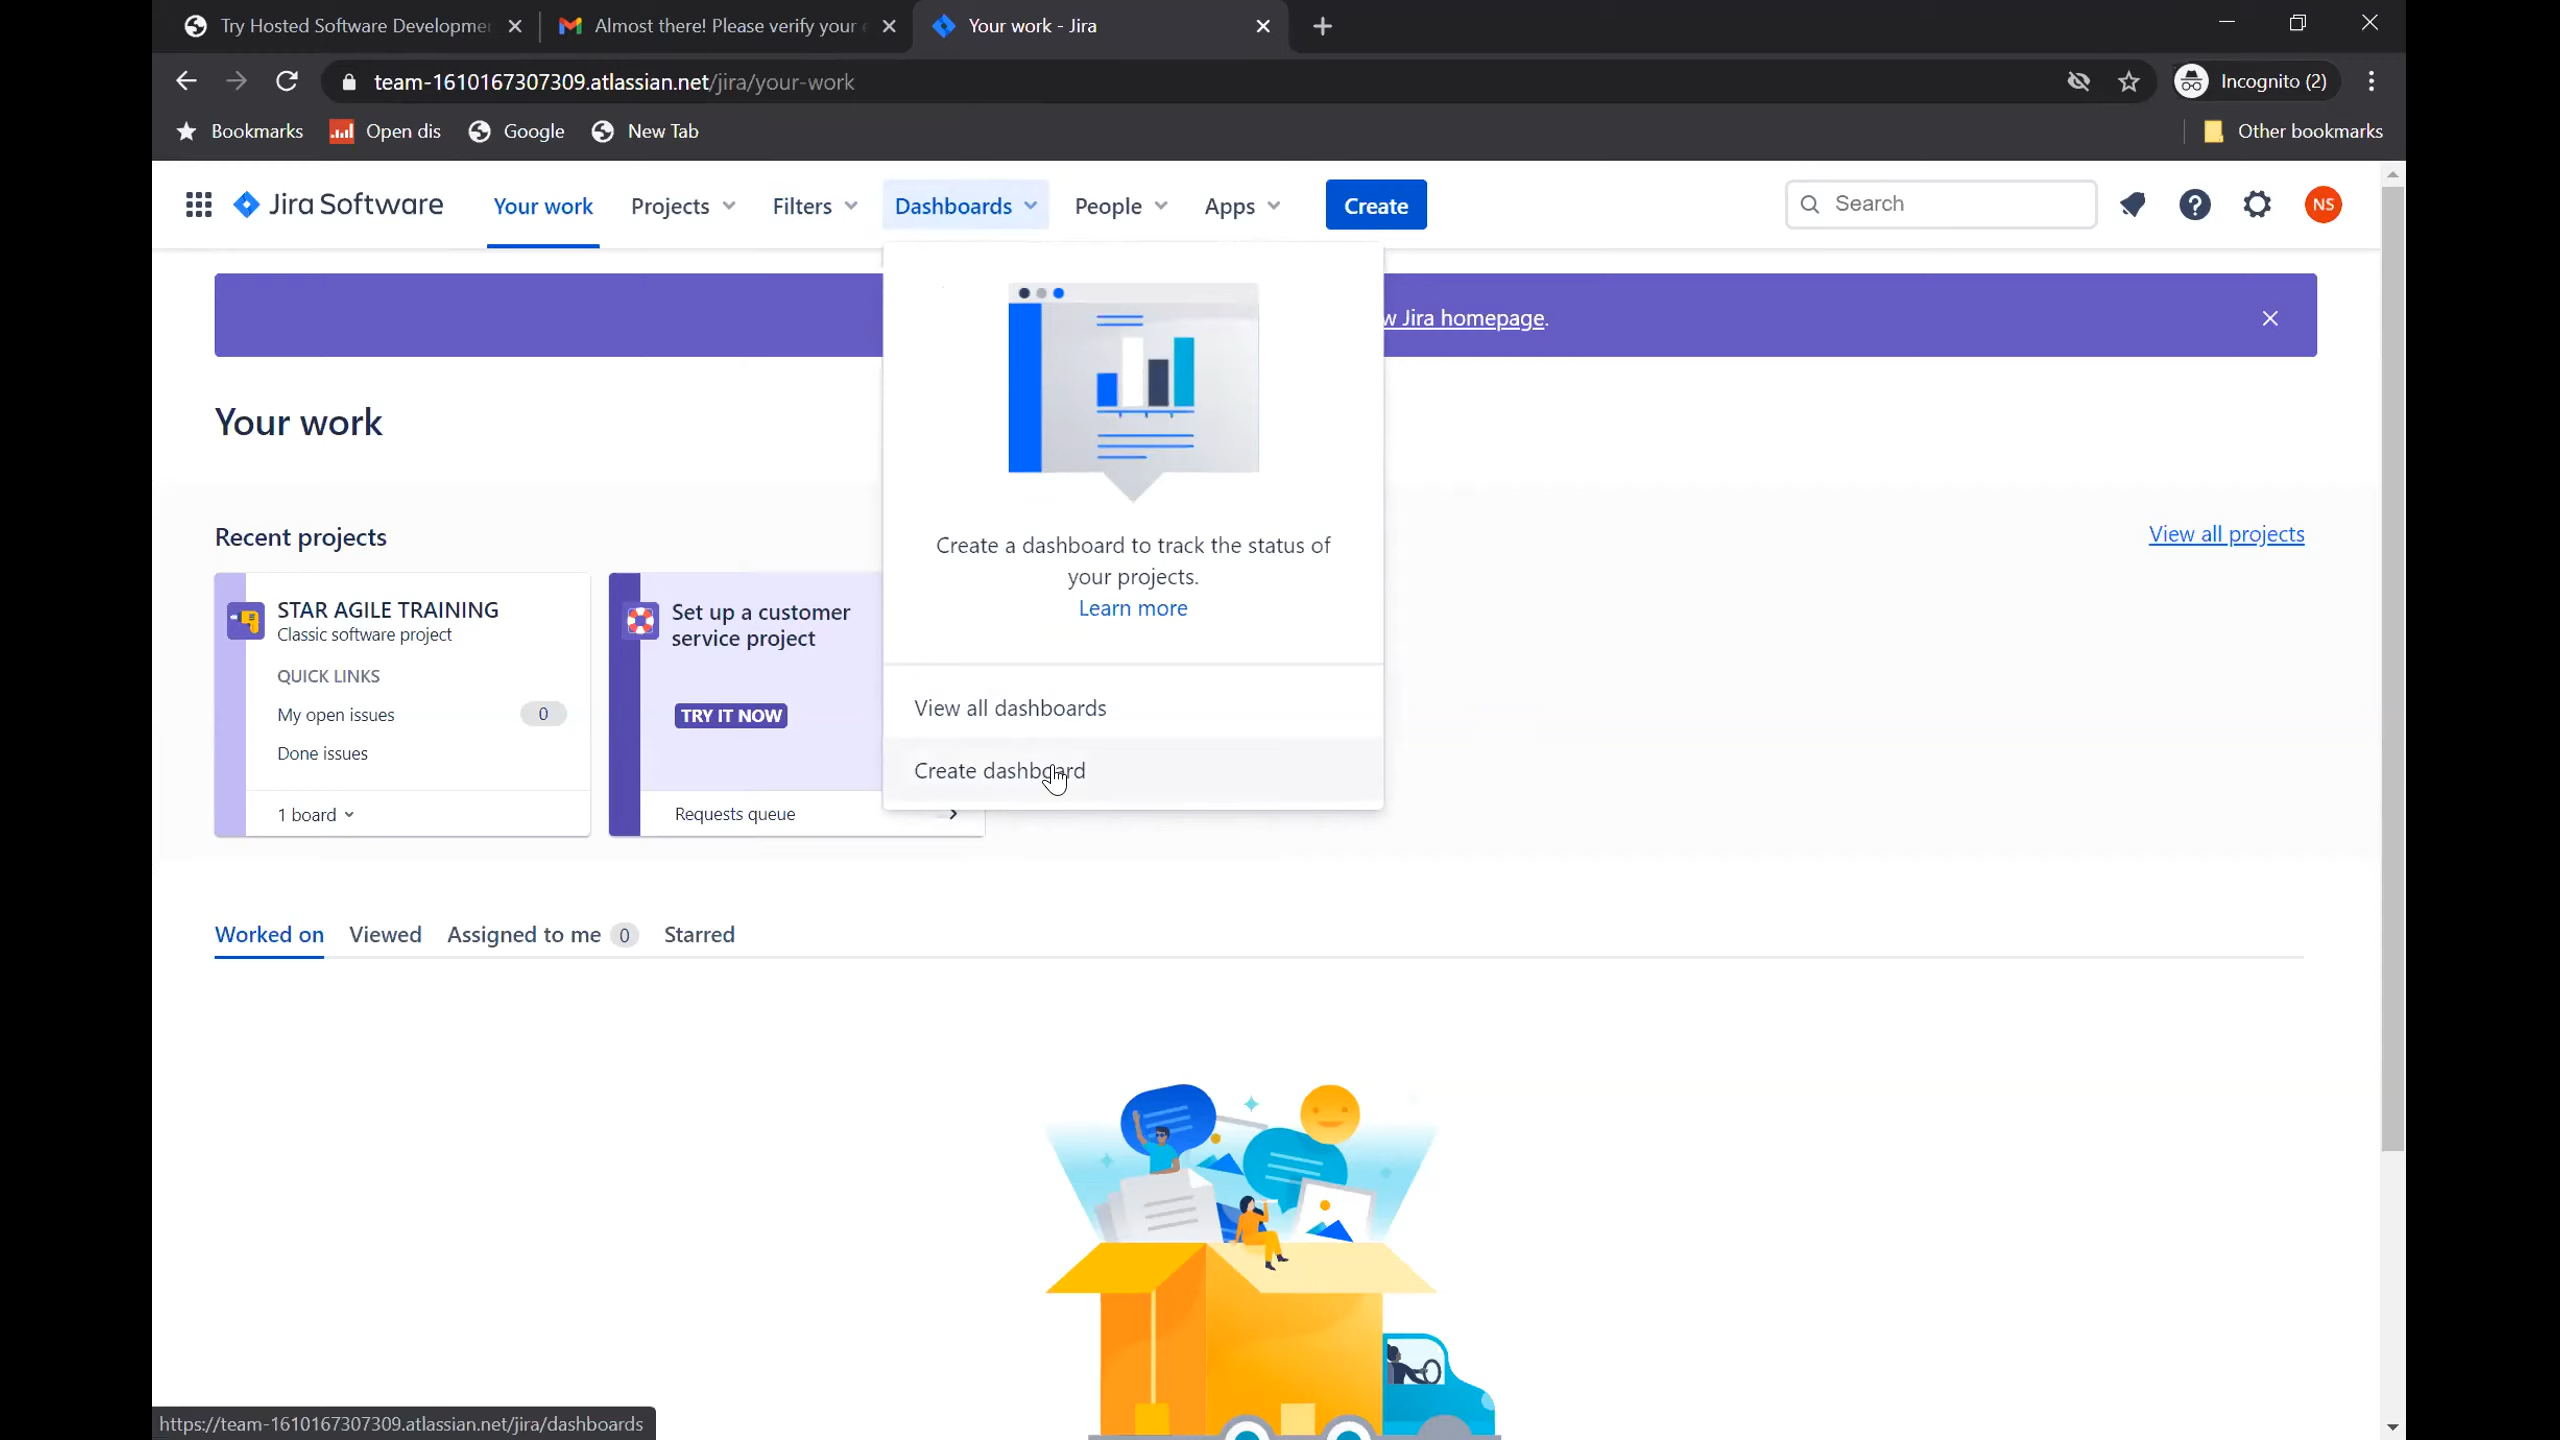 Try Hosted Software Developme
Almost there! Please verify your e
Your work - Jira
team-1610167307309.atlassian.net/jira/your-work
Incognito (2)
Bookmarks
Open dis
Google
New Tab
Other bookmarks
Jira Software
Your work
Projects
Filters
Dashboards
People
Apps
Create
Search
NS
w Jira homepage.
Your work
Create a dashboard to track the status of
your projects.
Learn more
View all dashboards
Create dashboard
Recent projects
View all projects
STAR AGILE TRAINING
Classic software project
QUICK LINKS
My open issues 0
Done issues
1 board
Set up a customer
service project
TRY IT NOW
Requests queue
Worked on
Viewed
Assigned to me 0
Starred
https://team-1610167307309.atlassian.net/jira/dashboards